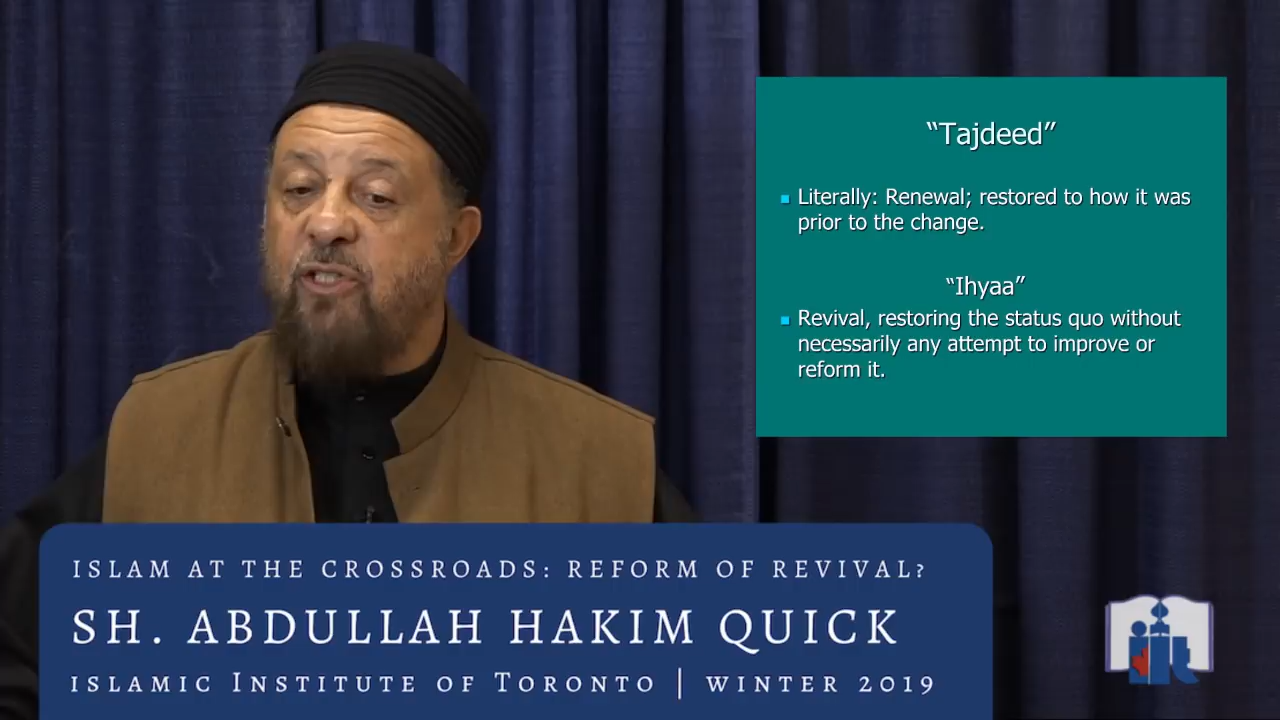 “Tajdeed”
Literally: Renewal; restored to how it was
prior to the change.
“Ihyaa”
Revival, restoring the status quo without
necessarily any attempt to improve or
reform it.
ISLAM AT THE CROSSROADS: REFORM OF REVIVAL?
SH. ABDULLAH HAKIM QUICK
ISLAMIC INSTITUTE OF TORONTO | WINTER 2019
iit